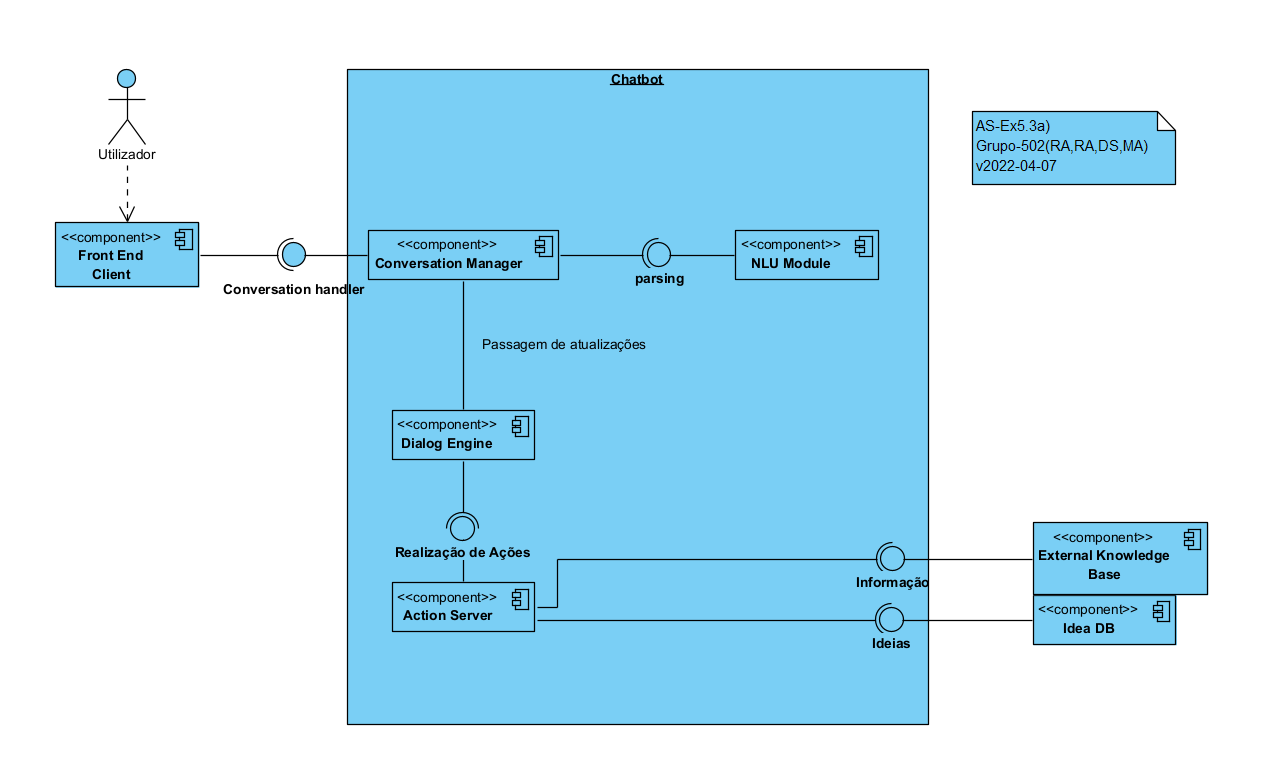 Chatbot
AS-Ex5.3a)
Grupo-502(RA,RA,DS,MA)
v2022-04-07
Utilizador
<<component>>
Front End
Client
Conversation handler
<<component>>
Conversation Manager
parsing
<<component>>
NLU Module
Passagem de atualizações
<<component>>
Dialog Engine
Realização de Ações
<<component>>
Action Server
Informação
<<component>>
External Knowledge
Base
Ideias
<<component>>
Idea DB